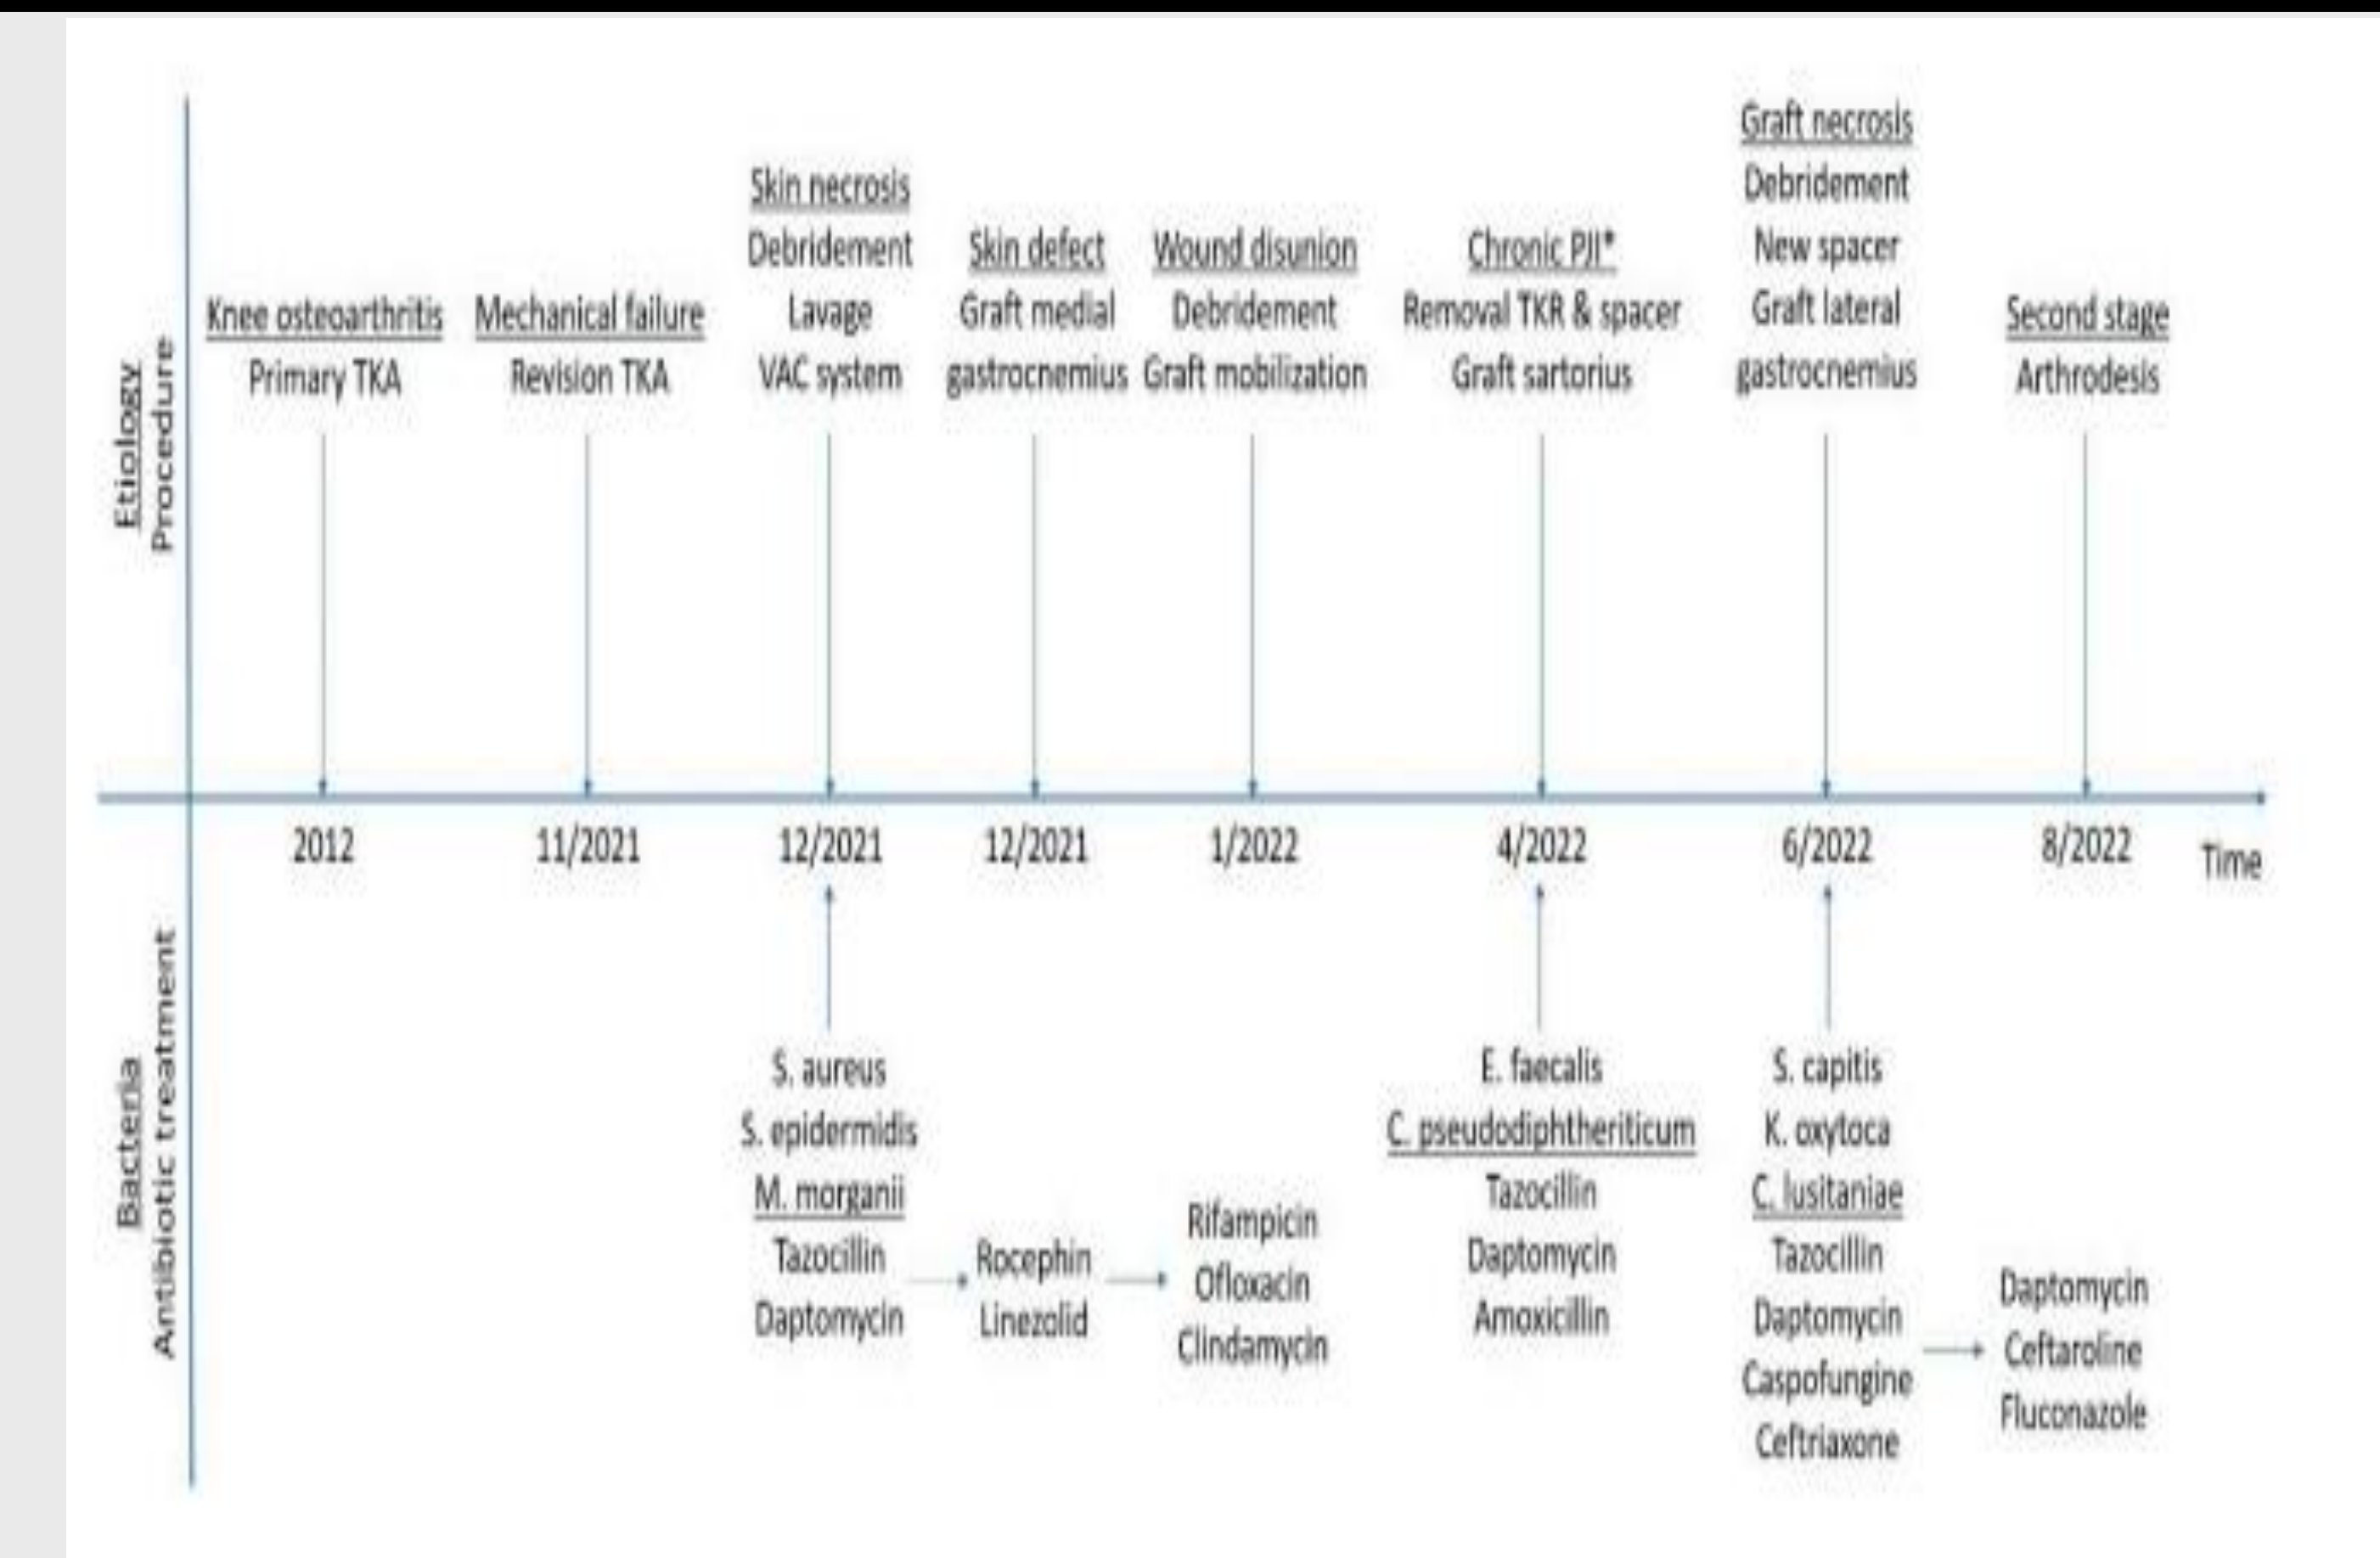 Etiology
Procedure
Knee osteoarthritis
Primary TKA
Mechanical failure
Revision TKA
Skin necrosis
Debridement
Lavage
VAC system
Skin defect
Graft medial
gastrocnemius
Wound disunion
Debridement
Graft mobilization
Chronic PJI*
Removal TKR & spacer
Graft sartorius
Graft necrosis
Debridement
New spacer
Graft lateral
gastrocnemius
Second stage
Arthrodesis
2012
11/2021
12/2021
12/2021
1/2022
4/2022
6/2022
8/2022
Time
Bacteria
Antibiotic treatment
S. aureus
S. epidermidis
M. morganii
Tazocillin
Daptomycin
Rocephin
Linezolid
Rifampicin
Ofloxacin
Clindamycin
E. faecalis
C. pseudodiphtheriticum
Tazocillin
Daptomycin
Amoxicillin
S. capitis
K. oxytoca
C. lusitaniae
Tazocillin
Daptomycin
Caspofungine
Ceftriaxone
Daptomycin
Ceftaroline
Fluconazole